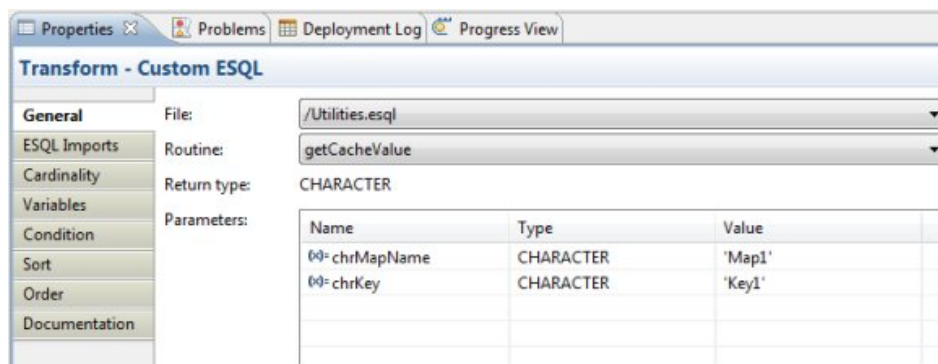 Properties Problems Deployment Log Progress View
Transform - Custom ESQL
General File: /Utilities.esql
ESQL Imports Routine: getCacheValue
Cardinality Return type: CHARACTER
Variables Parameters:
Name Type Value
Condition (x)= chrMapName CHARACTER 'Map1'
Sort (x)= chrKey CHARACTER 'Key1'
Order
Documentation